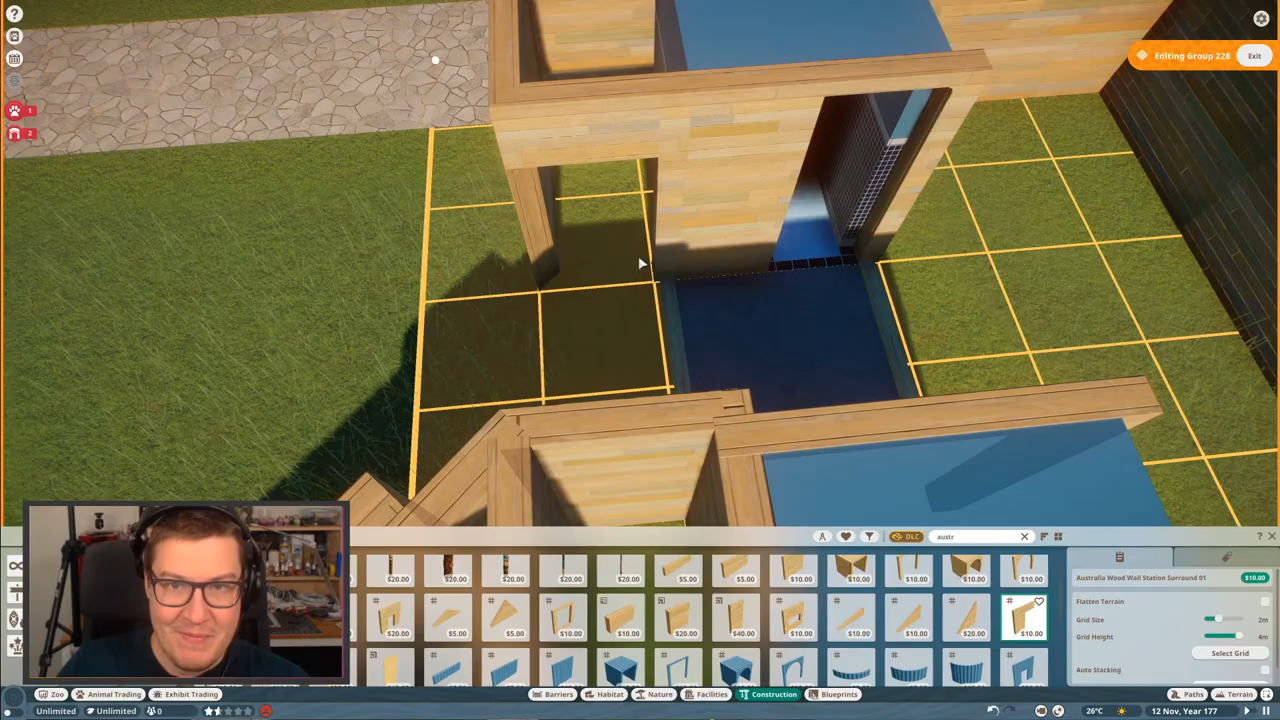 ?
Editing Group 228 Exit
1
2
A DLC austr
?
$20.00 $20.00 $20.00 $20.00 $20.00 $5.00 $5.00 $10.00 $10.00 $10.00 $10.00 $10.00
$20.00 $5.00 $5.00 $10.00 $10.00 $20.00 $40.00 $10.00 $10.00 $10.00 $20.00 $10.00
Australia Wood Wall Station Surround 01 $10.00
Flatten Terrain
Grid Size 2m
Grid Height 4m
Select Grid
Auto Stacking
Zoo Animal Trading Exhibit Trading Barriers Habitat Nature Facilities Construction Blueprints Paths Terrain
Unlimited Unlimited 0 26°C 12 Nov, Year 177